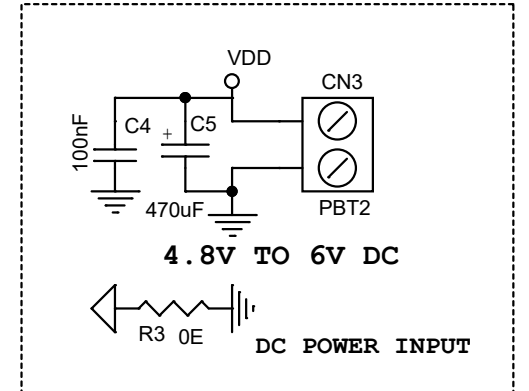 VDD
CN3
100nF
C4
+
C5
470uF
PBT2
4.8V TO 6V DC
R3 0E
DC POWER INPUT